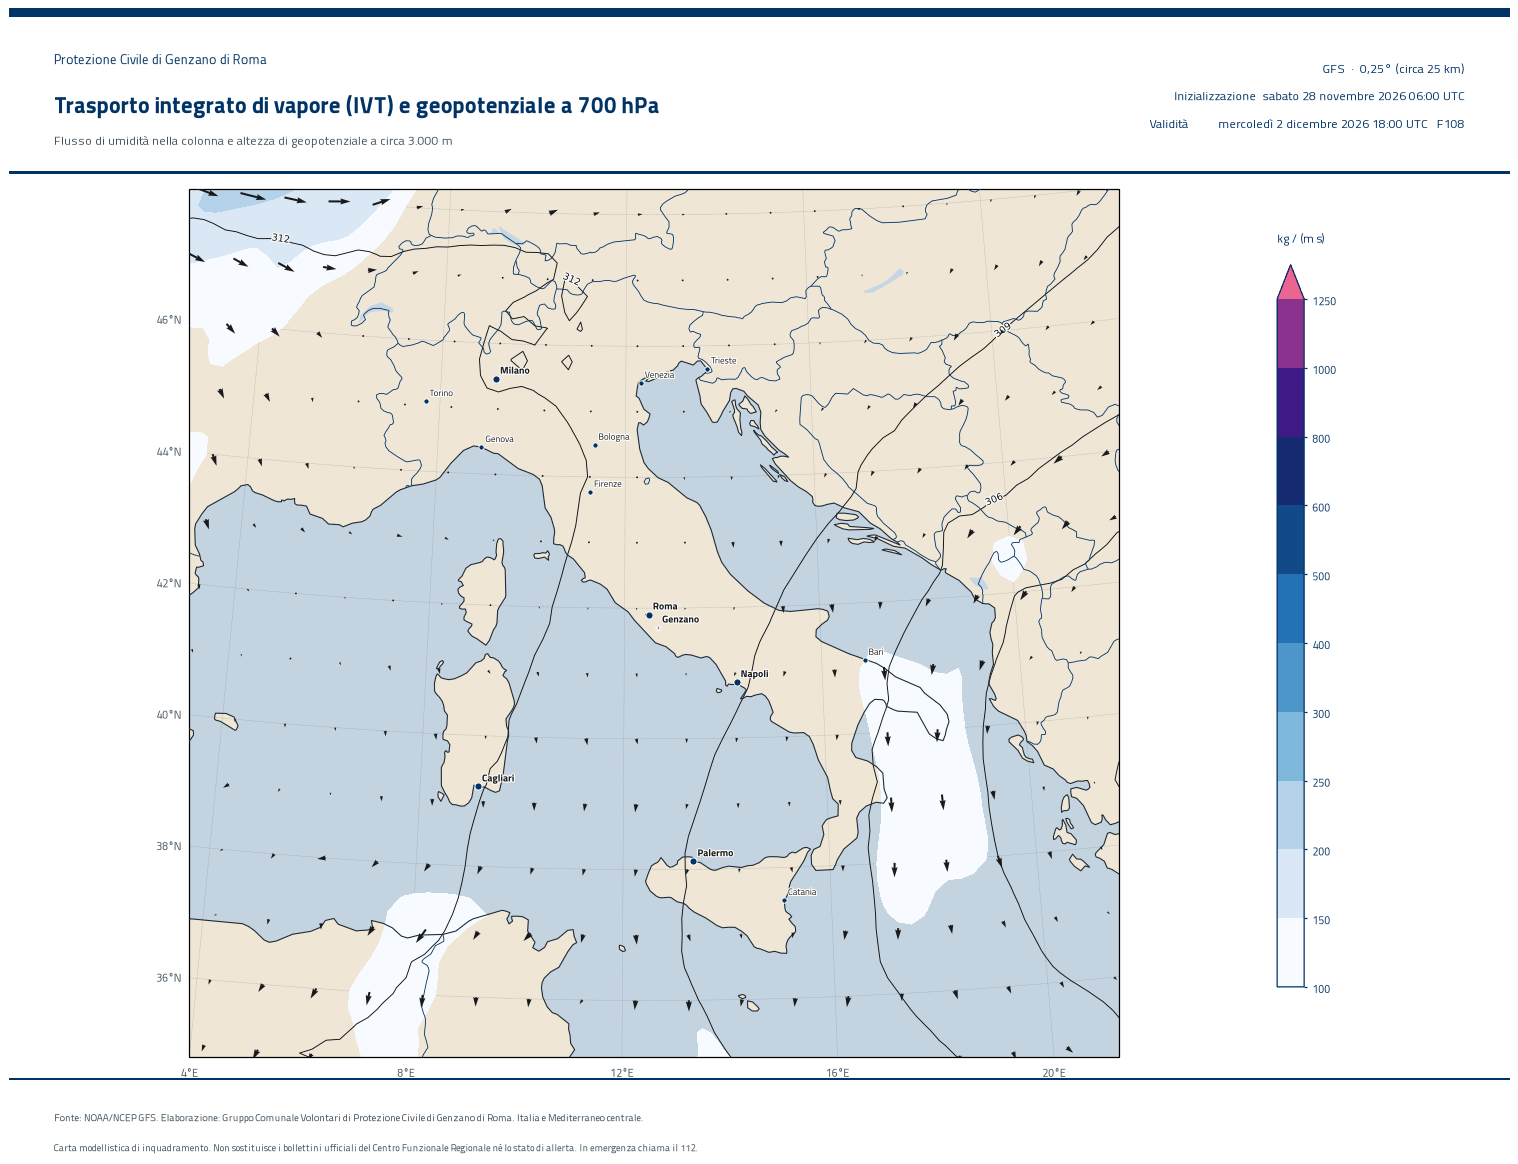 Protezione Civile di Genzano di Roma
Trasporto integrato di vapore (IVT) e geopotenziale a 700 hPa
Flusso di umidità nella colonna e altezza di geopotenziale a circa 3.000 m
GFS · 0,25° (circa 25 km)
Inizializzazione sabato 28 novembre 2026 06:00 UTC
Validità mercoledì 2 dicembre 2026 18:00 UTC F108
312
312
309
306
46°N
44°N
42°N
40°N
38°N
36°N
4°E
8°E
12°E
16°E
20°E
Milano
Torino
Venezia
Trieste
Genova
Bologna
Firenze
Roma
Genzano
Napoli
Bari
Cagliari
Palermo
Catania
kg / (m s)
1250
1000
800
600
500
400
300
250
200
150
100
Fonte: NOAA/NCEP GFS. Elaborazione: Gruppo Comunale Volontari di Protezione Civile di Genzano di Roma. Italia e Mediterraneo centrale.
Carta modellistica di inquadramento. Non sostituisce i bollettini ufficiali del Centro Funzionale Regionale né lo stato di allerta. In emergenza chiama il 112.